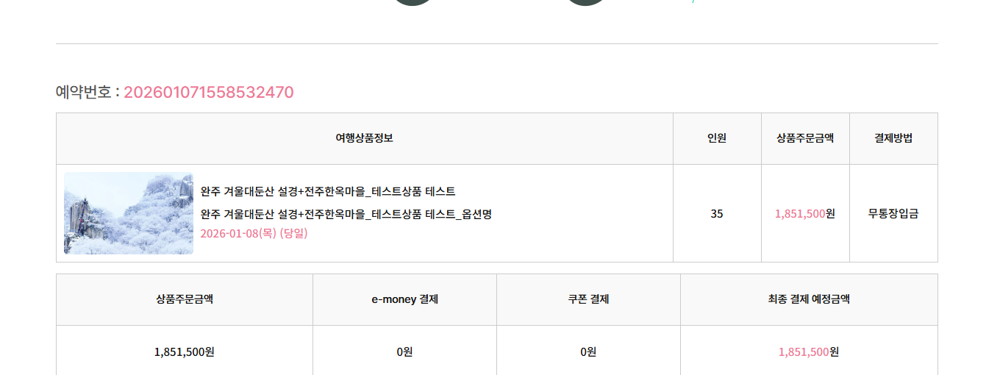 예약번호 : 202601071558532470
여행상품정보
인원
상품주문금액
결제방법
완주 겨울대둔산 설경+전주한옥마을_테스트상품 테스트
완주 겨울대둔산 설경+전주한옥마을_테스트상품 테스트_옵션명
2026-01-08(목) (당일)
35
1,851,500원
무통장입금
상품주문금액
e-money 결제
쿠폰 결제
최종 결제 예정금액
1,851,500원
0원
0원
1,851,500원